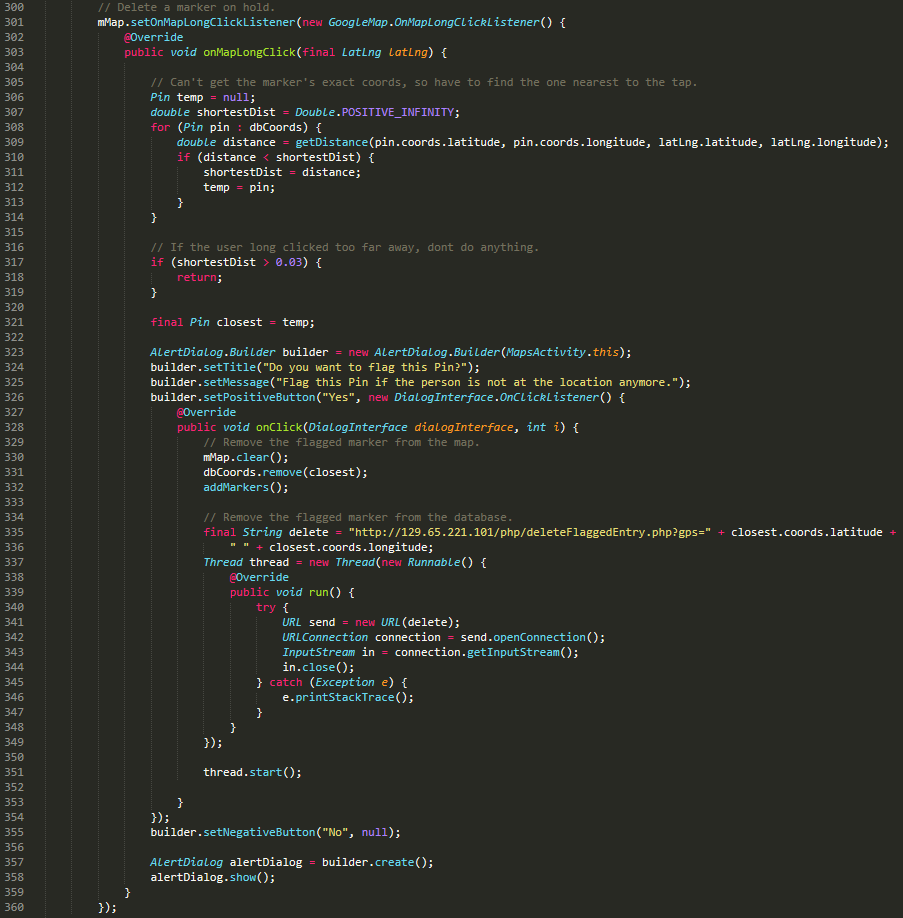 300         // Delete a marker on hold.
301         mMap.setOnMapLongClickListener(new GoogleMap.OnMapLongClickListener() {
302             @Override
303             public void onMapLongClick(final LatLng latLng) {
304
305                 // Can't get the marker's exact coords, so have to find the one nearest to the tap.
306                 Pin temp = null;
307                 double shortestDist = Double.POSITIVE_INFINITY;
308                 for (Pin pin : dbCoords) {
309                     double distance = getDistance(pin.coords.latitude, pin.coords.longitude, latLng.latitude, latLng.longitude);
310                     if (distance < shortestDist) {
311                         shortestDist = distance;
312                         temp = pin;
313                     }
314                 }
315
316                 // If the user long clicked too far away, dont do anything.
317                 if (shortestDist > 0.03) {
318                     return;
319                 }
320
321                 final Pin closest = temp;
322
323                 AlertDialog.Builder builder = new AlertDialog.Builder(MapsActivity.this);
324                 builder.setTitle("Do you want to flag this Pin?");
325                 builder.setMessage("Flag this Pin if the person is not at the location anymore.");
326                 builder.setPositiveButton("Yes", new DialogInterface.OnClickListener() {
327                     @Override
328                     public void onClick(DialogInterface dialogInterface, int i) {
329                         // Remove the flagged marker from the map.
330                         mMap.clear();
331                         dbCoords.remove(closest);
332                         addMarkers();
333
334                         // Remove the flagged marker from the database.
335                         final String delete = "http://129.65.221.101/php/deleteFlaggedEntry.php?gps=" + closest.coords.latitude +
336                             " " + closest.coords.longitude;
337                         Thread thread = new Thread(new Runnable() {
338                             @Override
339                             public void run() {
340                                 try {
341                                     URL send = new URL(delete);
342                                     URLConnection connection = send.openConnection();
343                                     InputStream in = connection.getInputStream();
344                                     in.close();
345                                 } catch (Exception e) {
346                                     e.printStackTrace();
347                                 }
348                             }
349                         });
350
351                         thread.start();
352
353                     }
354                 });
355                 builder.setNegativeButton("No", null);
356
357                 AlertDialog alertDialog = builder.create();
358                 alertDialog.show();
359             }
360         });